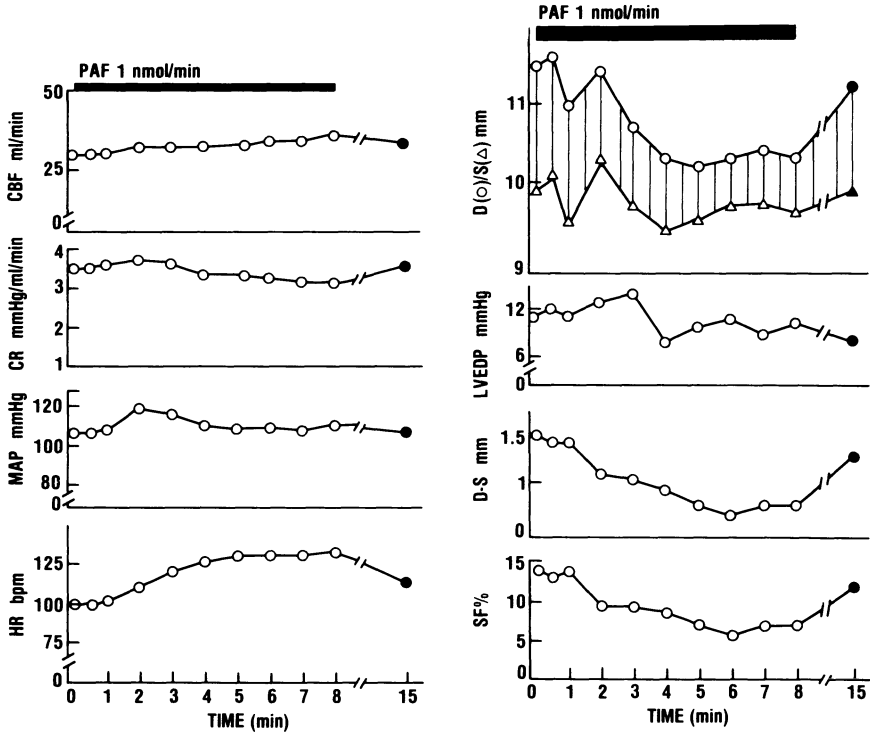 PAF 1 nmol/min
50
25
0
CBF ml/min
4
3
2
1
CR mmHg/ml/min
120
100
80
0
MAP mmHg
125
100
75
0
HR bpm
0 1 2 3 4 5 6 7 8 15
TIME (min)
PAF 1 nmol/min
11
10
9
D(○)/S(△) mm
12
6
0
LVEDP mmHg
1.5
1
0
D-S mm
15
10
5
0
SF%
0 1 2 3 4 5 6 7 8 15
TIME (min)